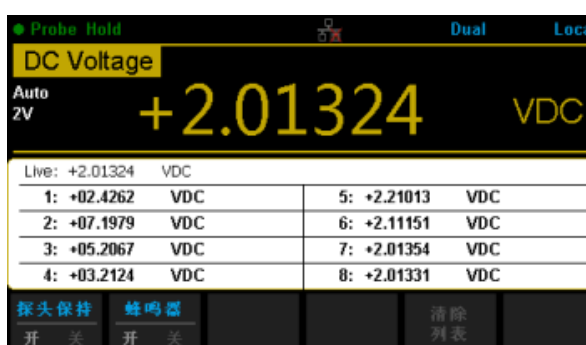 Probe Hold Dual Loca
DC Voltage
Auto
2V
+2.01324 VDC
Live: +2.01324 VDC
1: +02.4262 VDC 5: +2.21013 VDC
2: +07.1979 VDC 6: +2.11151 VDC
3: +05.2067 VDC 7: +2.01354 VDC
4: +03.2124 VDC 8: +2.01331 VDC
探头保持 蜂鸣器 清除
开 关 开 关 列表